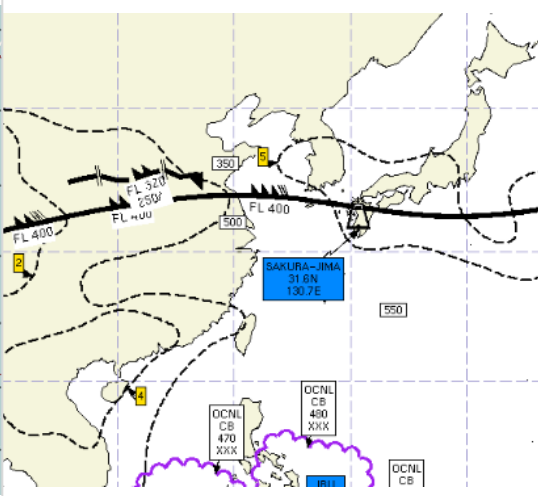 5
350
FL 320
250/
FL 400
FL 400
500
FL 400
2
SAKURA-JIMA
31.6N
130.7E
550
4
OCNL
CB
470
XXX
OCNL
CB
480
XXX
OCNL
CB
IBU